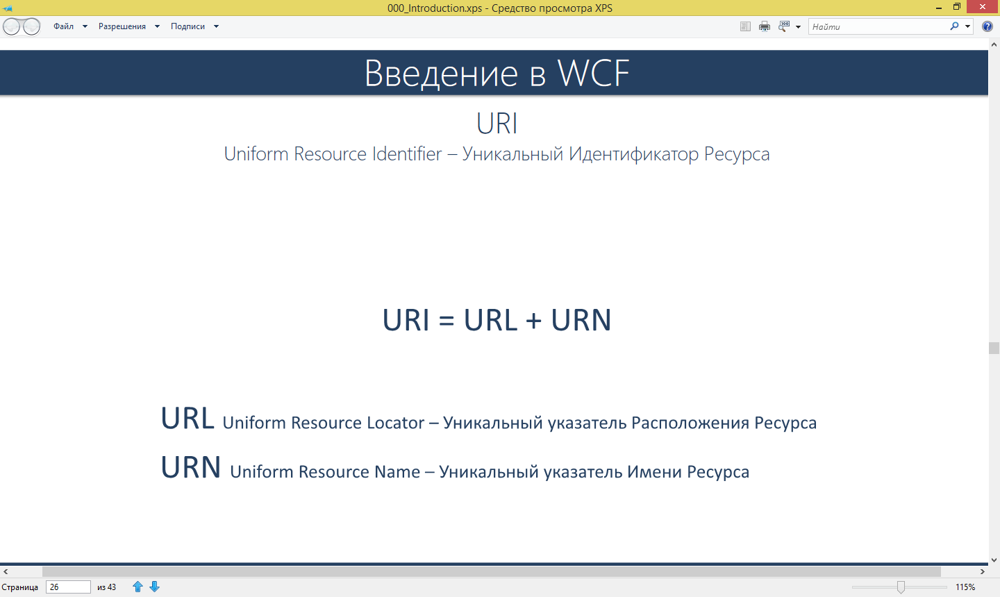 000_Introduction.xps - Средство просмотра XPS
Файл Разрешения Подписи
100
Найти
?
Введение в WCF
URI
Uniform Resource Identifier – Уникальный Идентификатор Ресурса
URI = URL + URN
URL Uniform Resource Locator – Уникальный указатель Расположения Ресурса
URN Uniform Resource Name – Уникальный указатель Имени Ресурса
Страница 26 из 43
115%